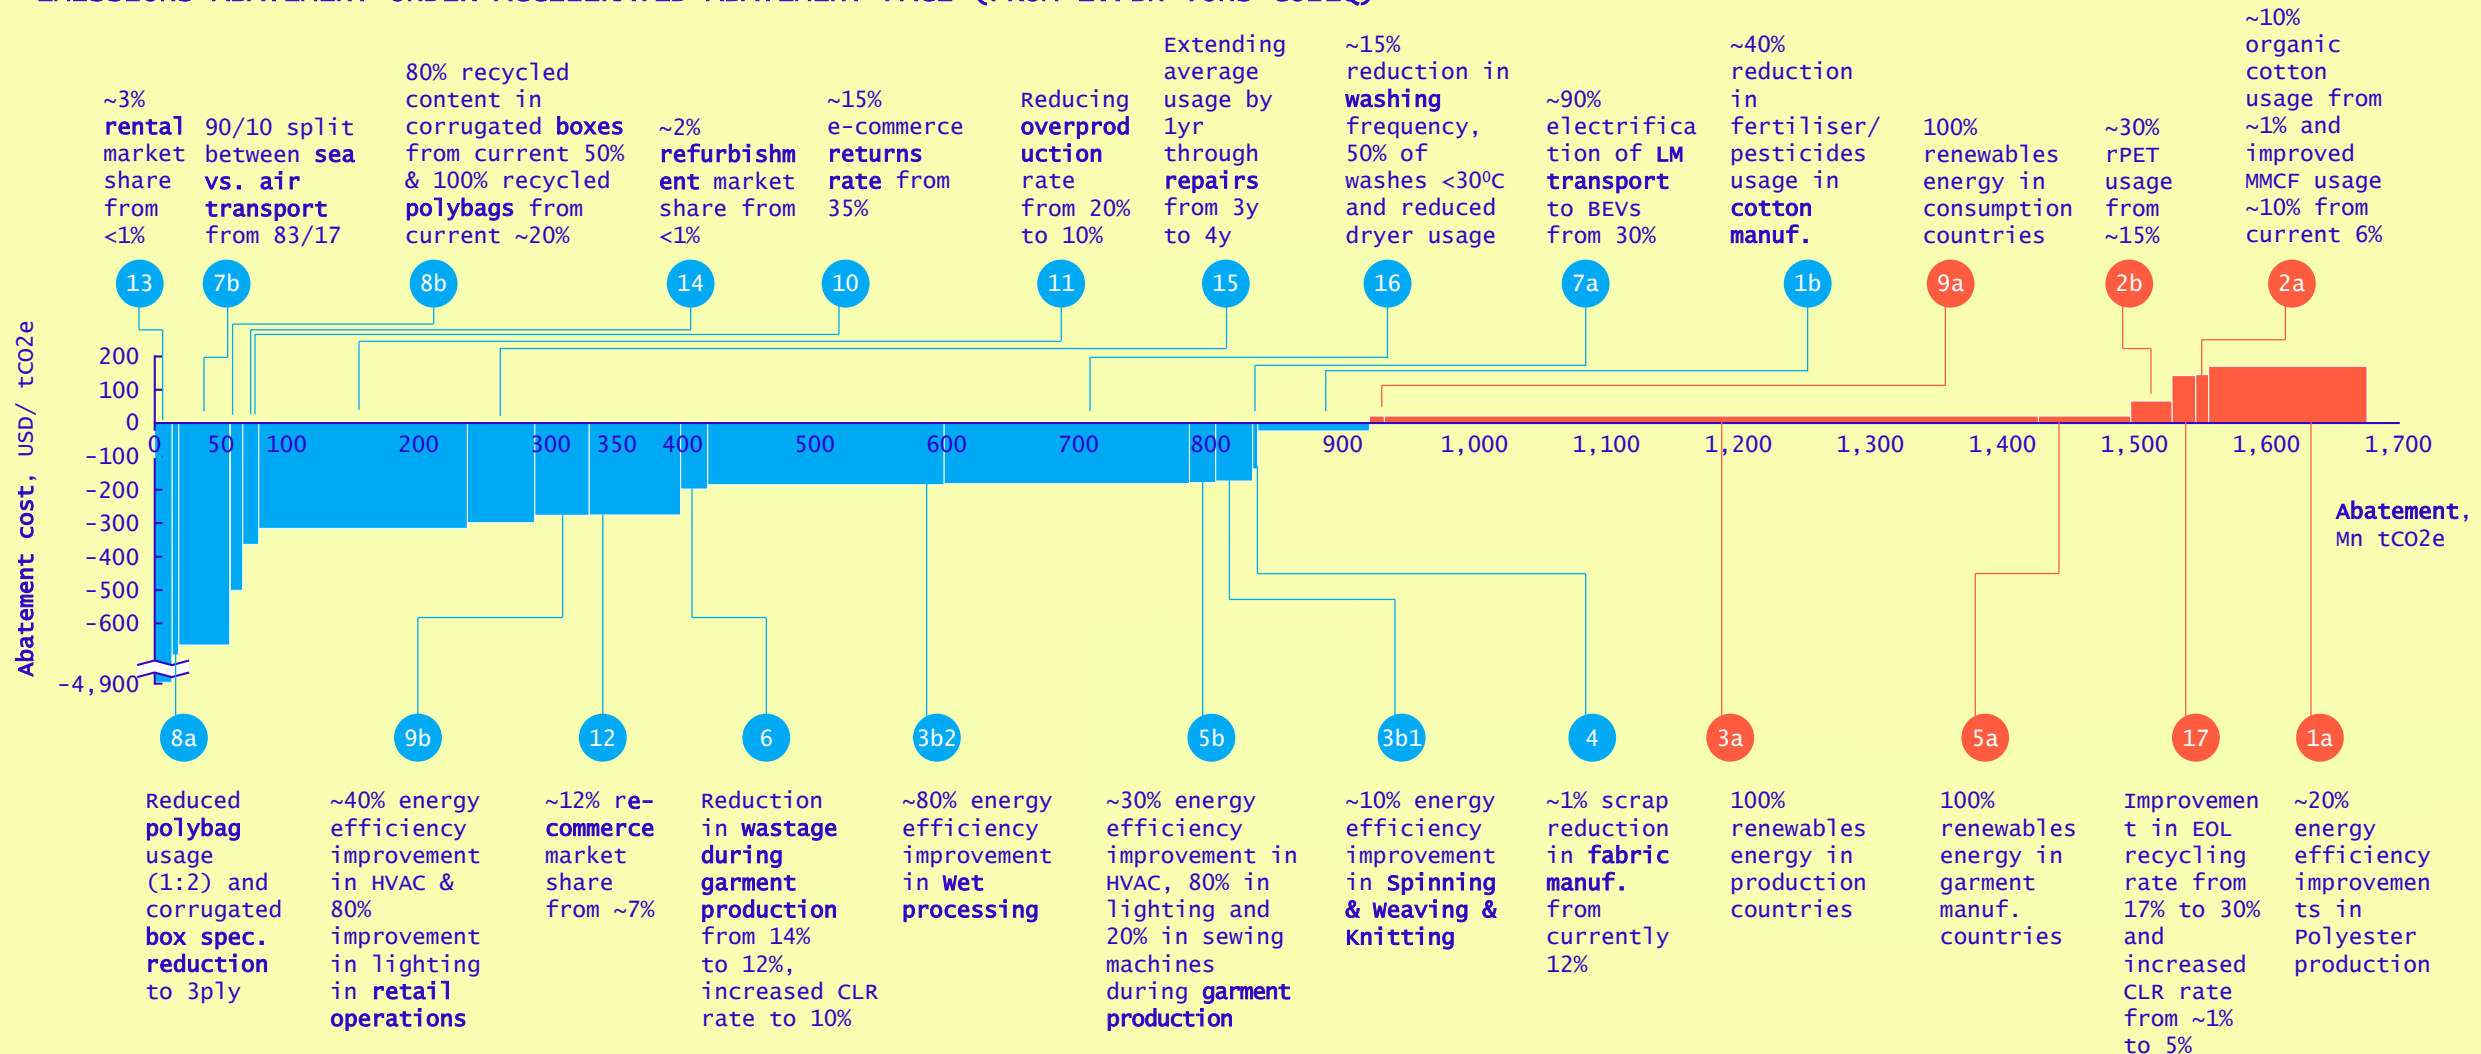 EMISSIONS ABATEMENT UNDER ACCELERATED ABATEMENT PACE
~3%
rental
market
share
from
<1%
90/10 split
between sea
vs. air
transport
from 83/17
80% recycled
content in
corrugated boxes
from current 50%
& 100% recycled
polybags from
current ~20%
~2%
refurbishm
ent market
share from
<1%
~15%
e-commerce
returns
rate from
35%
Reducing
overprod
uction
rate
from 20%
to 10%
Extending
average
usage by
1yr
through
repairs
from 3y
to 4y
~15%
reduction in
washing
frequency,
50% of
washes <30⁰C
and reduced
dryer usage
~90%
electrifica
tion of LM
transport
to BEVs
from 30%
~40%
reduction
in
fertiliser/
pesticides
usage in
cotton
manuf.
100%
renewables
energy in
consumption
countries
~30%
rPET
usage
from
~15%
~10%
organic
cotton
usage from
~1% and
improved
MMCF usage
~10% from
current 6%
13 7b 8b 14 10 11 15 16 7a 1b 9a 2b 2a
Abatement cost, USD/ tCO2e
200
100
0
-100
-200
-300
-400
-500
-600
-4,900
0 50 100 200 300 350 400 500 600 700 800 900 1,000 1,100 1,200 1,300 1,400 1,500 1,600 1,700
Abatement,
Mn tCO2e
8a 9b 12 6 3b2 5b 3b1 4 3a 5a 17 1a
Reduced
polybag
usage
(1:2) and
corrugated
box spec.
reduction
to 3ply
~40% energy
efficiency
improvement
in HVAC &
80%
improvement
in lighting
in retail
operations
~12% re-
commerce
market
share
from ~7%
Reduction
in wastage
during
garment
production
from 14%
to 12%,
increased CLR
rate to 10%
~80% energy
efficiency
improvement
in Wet
processing
~30% energy
efficiency
improvement in
HVAC, 80% in
lighting and
20% in sewing
machines
during garment
production
~10% energy
efficiency
improvement
in Spinning
& Weaving &
Knitting
~1% scrap
reduction
in fabric
manuf.
from
currently
12%
100%
renewables
energy in
production
countries
100%
renewables
energy in
garment
manuf.
countries
Improvemen
t in EOL
recycling
rate from
17% to 30%
and
increased
CLR rate
from ~1%
to 5%
~20%
energy
efficiency
improvemen
ts in
Polyester
production